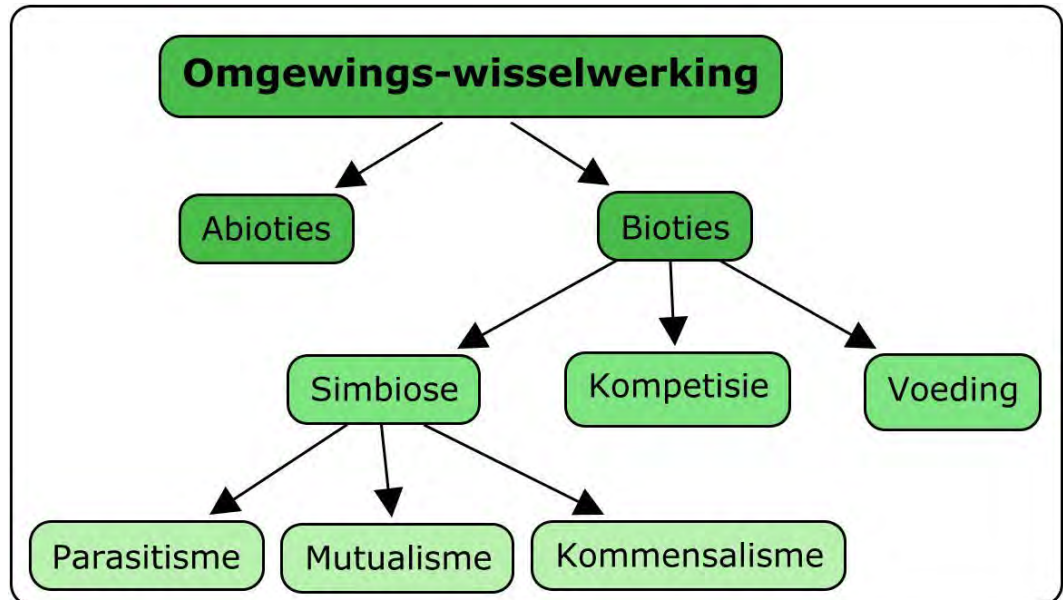 Omgewings-wisselwerking
Abioties
Bioties
Simbiose
Kompetisie
Voeding
Parasitisme
Mutualisme
Kommensalisme